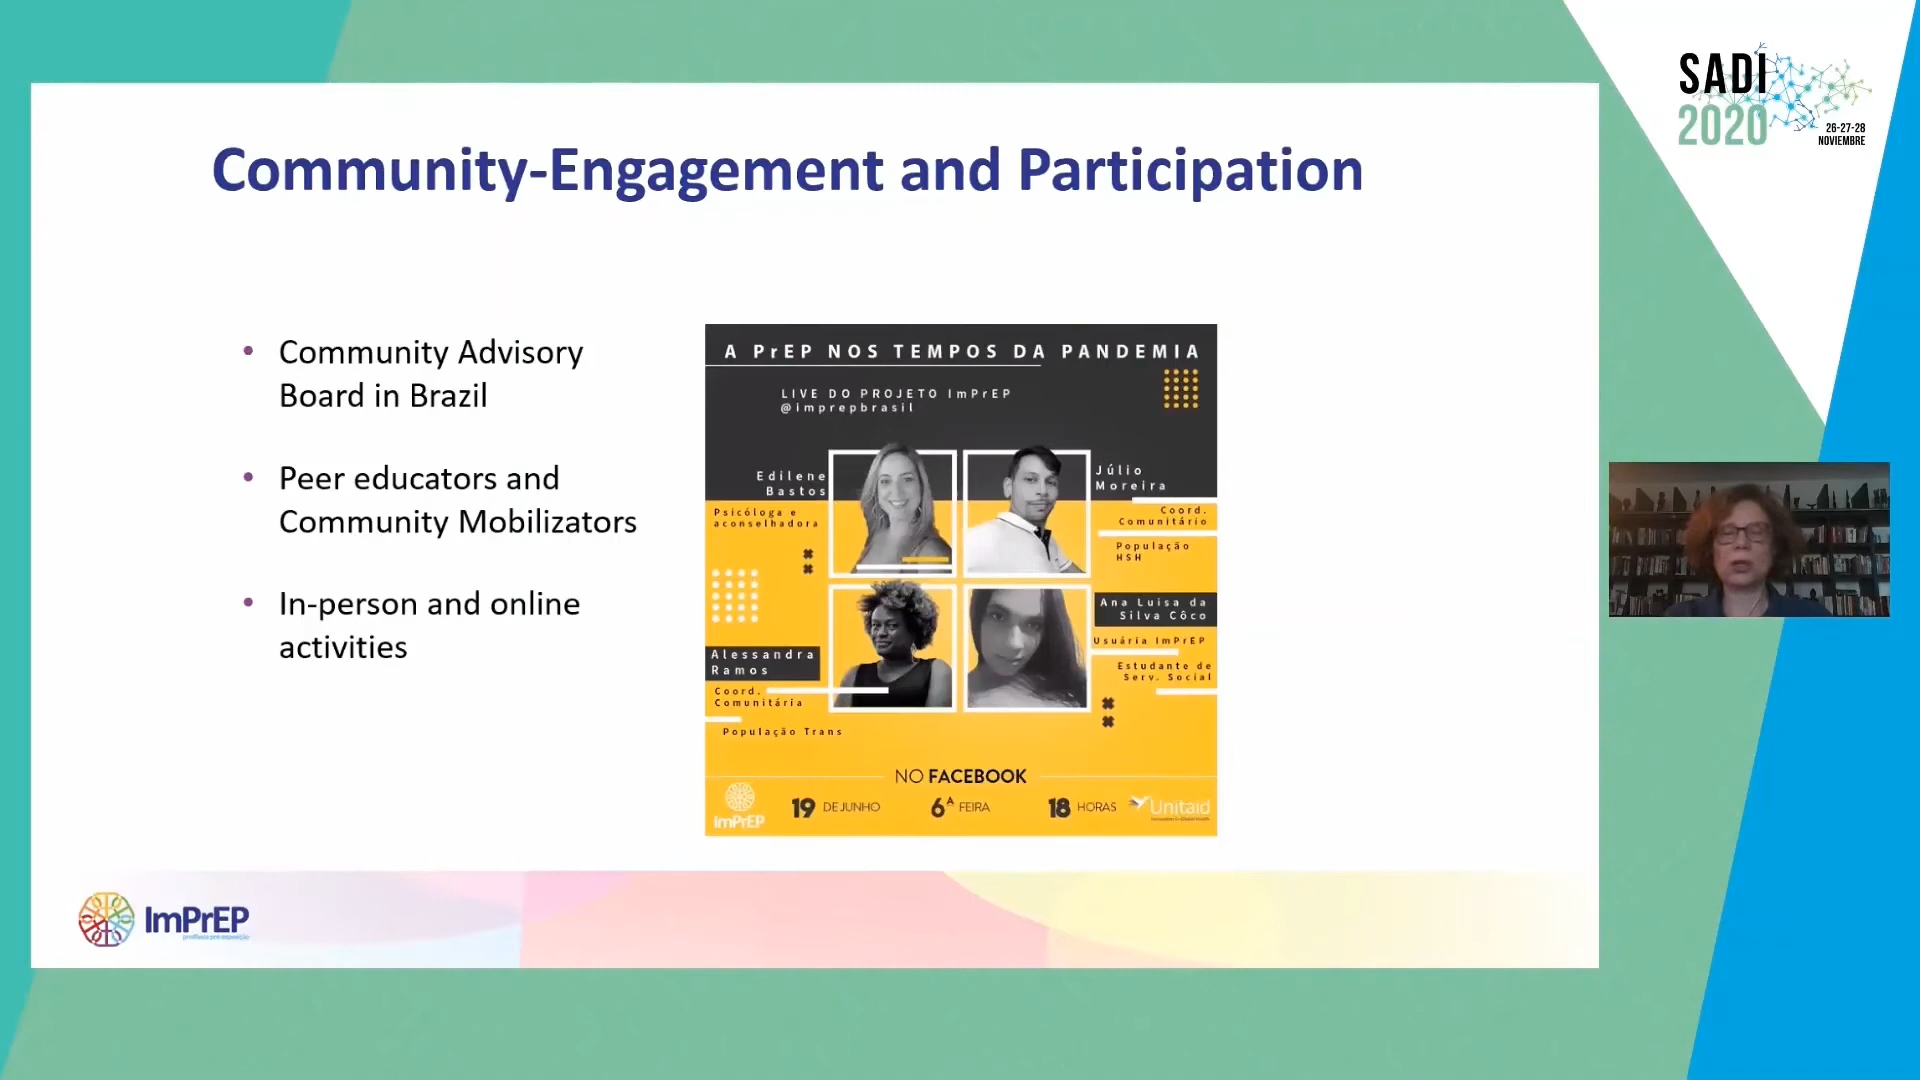 SADI
2020
26-27-28
NOVIEMBRE
Community-Engagement and Participation
• Community Advisory
Board in Brazil
• Peer educators and
Community Mobilizators
• In-person and online
activities
A PrEP NOS TEMPOS DA PANDEMIA
LIVE DO PROJETO ImPrEP
@imprepbrasil
Edilene
Bastos
Psicóloga e
aconselhadora
Júlio
Moreira
Coord.
Comunitário
População
HSH
Alessandra
Ramos
Coord.
Comunitária
População Trans
Ana Luisa da
Silva Côco
Usuária ImPrEP
Estudante de
Serv. Social
NO FACEBOOK
ImPrEP
19 DE JUNHO 6ª FEIRA 18 HORAS
Unitaid
ImPrEP
profilaxia pré-exposição